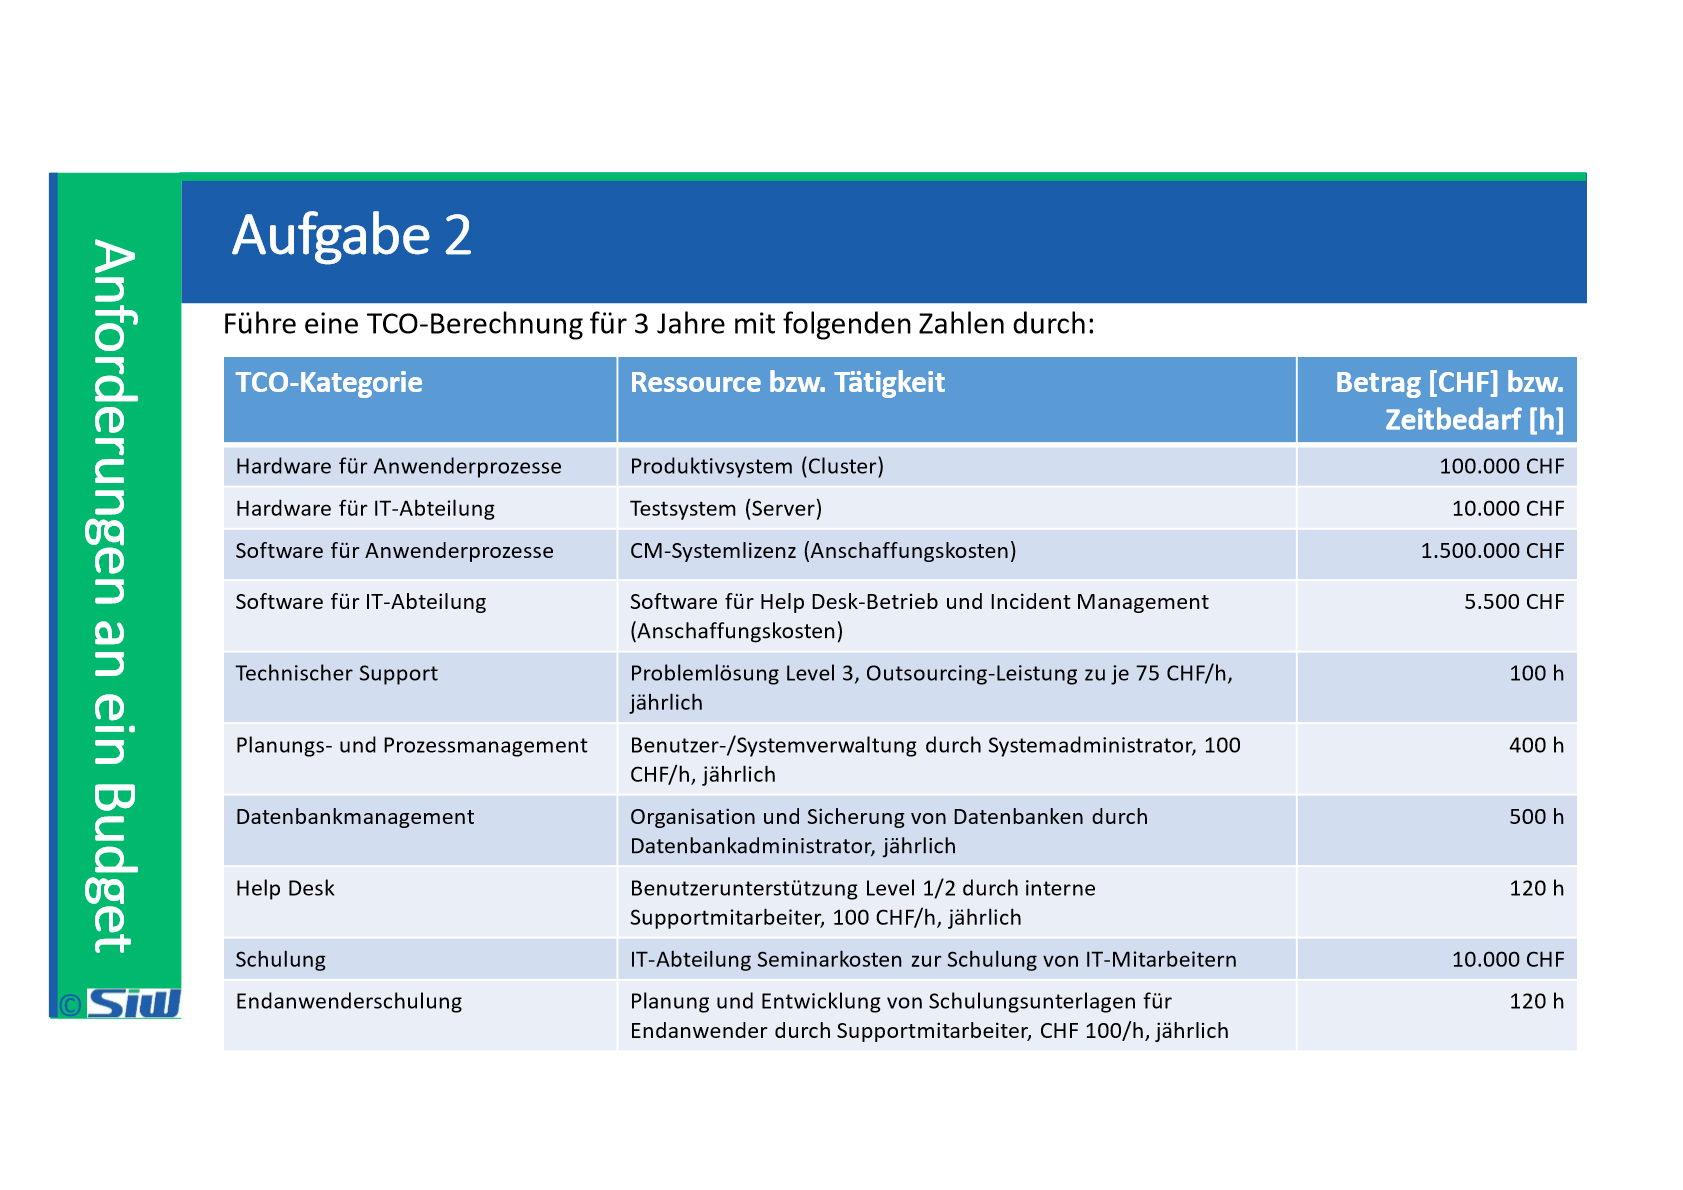 Anforderungen an ein Budget
© SiW
Aufgabe 2
Führe eine TCO-Berechnung für 3 Jahre mit folgenden Zahlen durch:
TCO-Kategorie
Ressource bzw. Tätigkeit
Betrag [CHF] bzw.
Zeitbedarf [h]
Hardware für Anwenderprozesse
Produktivsystem (Cluster)
100.000 CHF
Hardware für IT-Abteilung
Testsystem (Server)
10.000 CHF
Software für Anwenderprozesse
CM-Systemlizenz (Anschaffungskosten)
1.500.000 CHF
Software für IT-Abteilung
Software für Help Desk-Betrieb und Incident Management
(Anschaffungskosten)
5.500 CHF
Technischer Support
Problemlösung Level 3, Outsourcing-Leistung zu je 75 CHF/h,
jährlich
100 h
Planungs- und Prozessmanagement
Benutzer-/Systemverwaltung durch Systemadministrator, 100
CHF/h, jährlich
400 h
Datenbankmanagement
Organisation und Sicherung von Datenbanken durch
Datenbankadministrator, jährlich
500 h
Help Desk
Benutzerunterstützung Level 1/2 durch interne
Supportmitarbeiter, 100 CHF/h, jährlich
120 h
Schulung
IT-Abteilung Seminarkosten zur Schulung von IT-Mitarbeitern
10.000 CHF
Endanwenderschulung
Planung und Entwicklung von Schulungsunterlagen für
Endanwender durch Supportmitarbeiter, CHF 100/h, jährlich
120 h